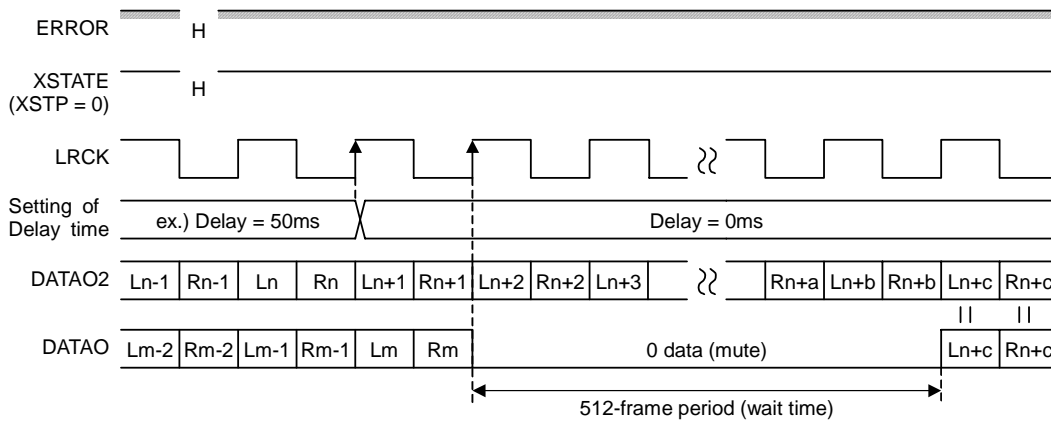 ERROR H
XSTATE
(XSTP = 0) H
LRCK
Setting of
Delay time
ex.) Delay = 50ms Delay = 0ms
DATAO2 Ln-1 Rn-1 Ln Rn Ln+1 Rn+1 Ln+2 Rn+2 Ln+3 Rn+a Ln+b Rn+b Ln+c Rn+c
DATAO Lm-2 Rm-2 Lm-1 Rm-1 Lm Rm 0 data (mute) Ln+c Rn+c
512-frame period (wait time)